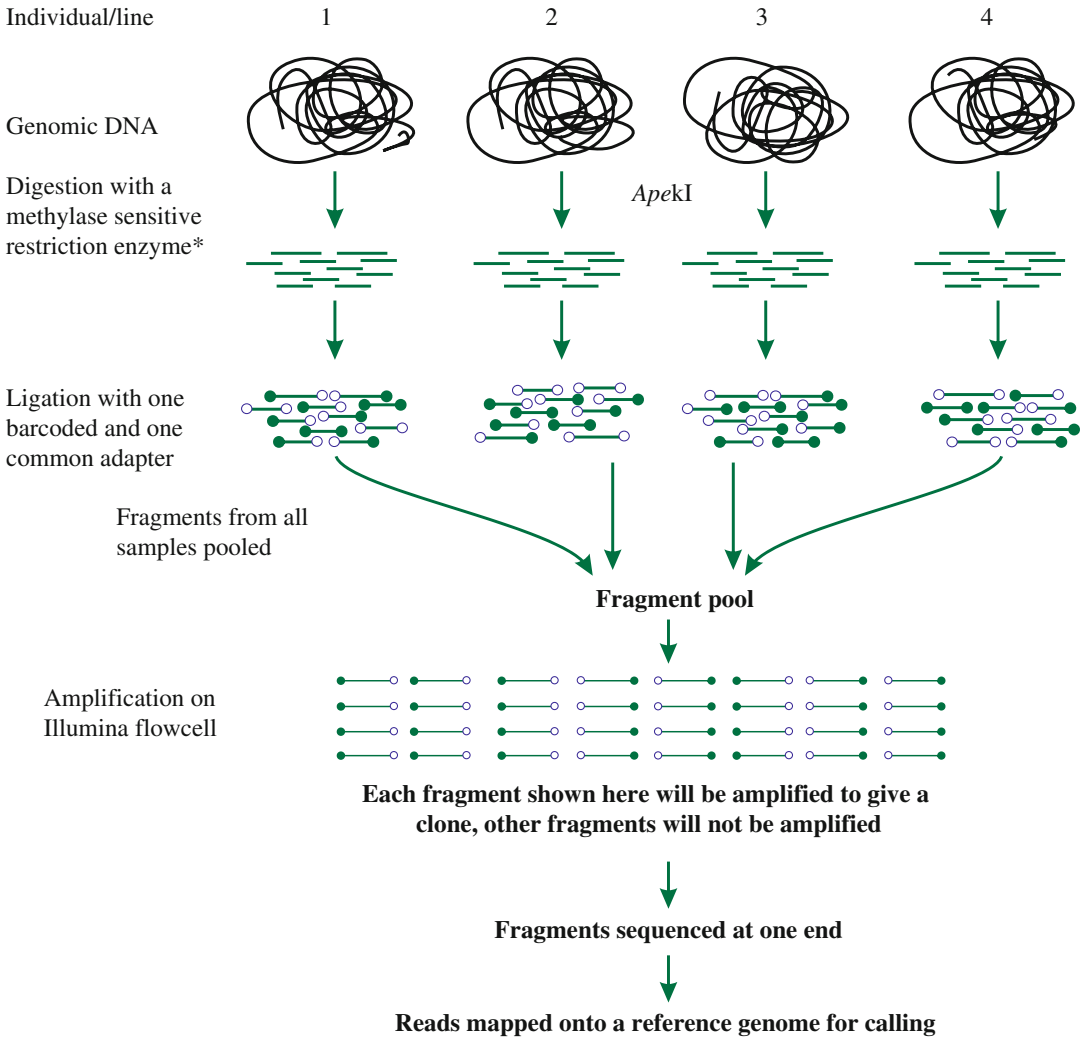 Individual/line 1 2 3 4
Genomic DNA
Digestion with a
methylase sensitive
restriction enzyme*
ApekI
Ligation with one
barcoded and one
common adapter
Fragments from all
samples pooled
Fragment pool
Amplification on
Illumina flowcell
Each fragment shown here will be amplified to give a
clone, other fragments will not be amplified
Fragments sequenced at one end
Reads mapped onto a reference genome for calling